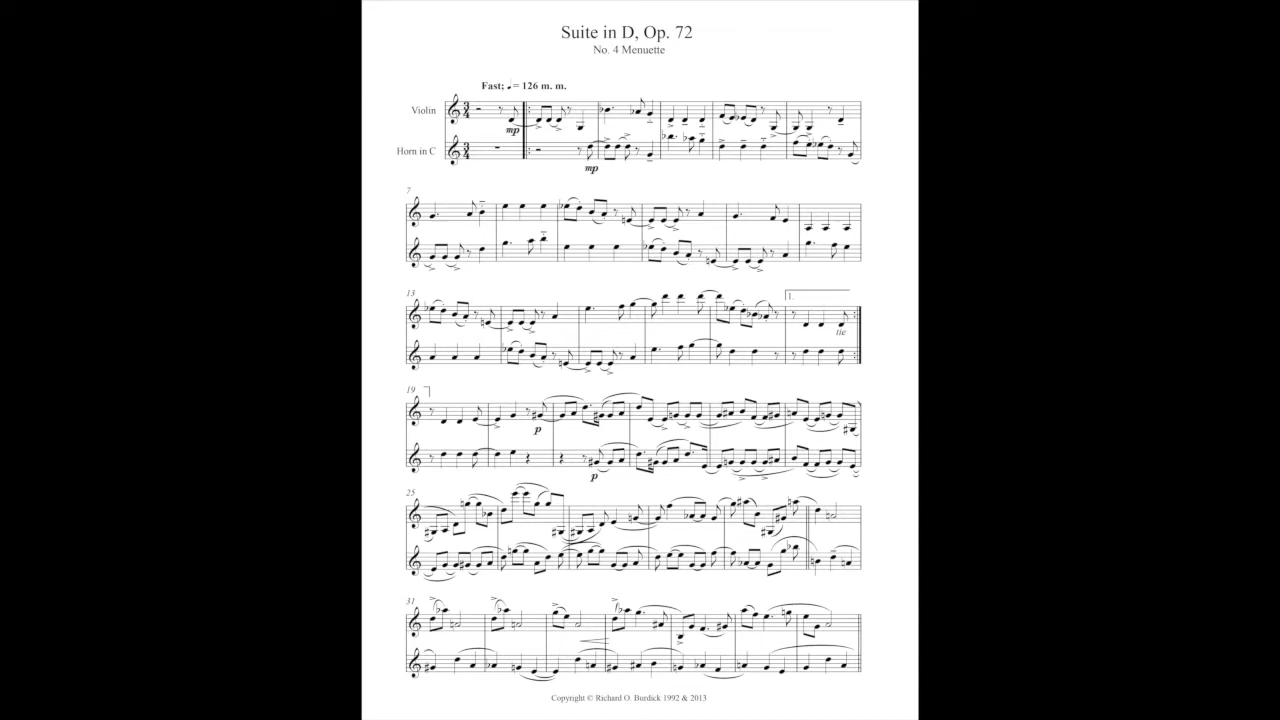 Suite in D, Op. 72
No. 4 Menuette
Fast; ♩= 126 m. m.
Violin
mp
Horn in C
mp
7
13
1.
tie
19
p
p
25
31
Copyright © Richard O. Burdick 1992 & 2013